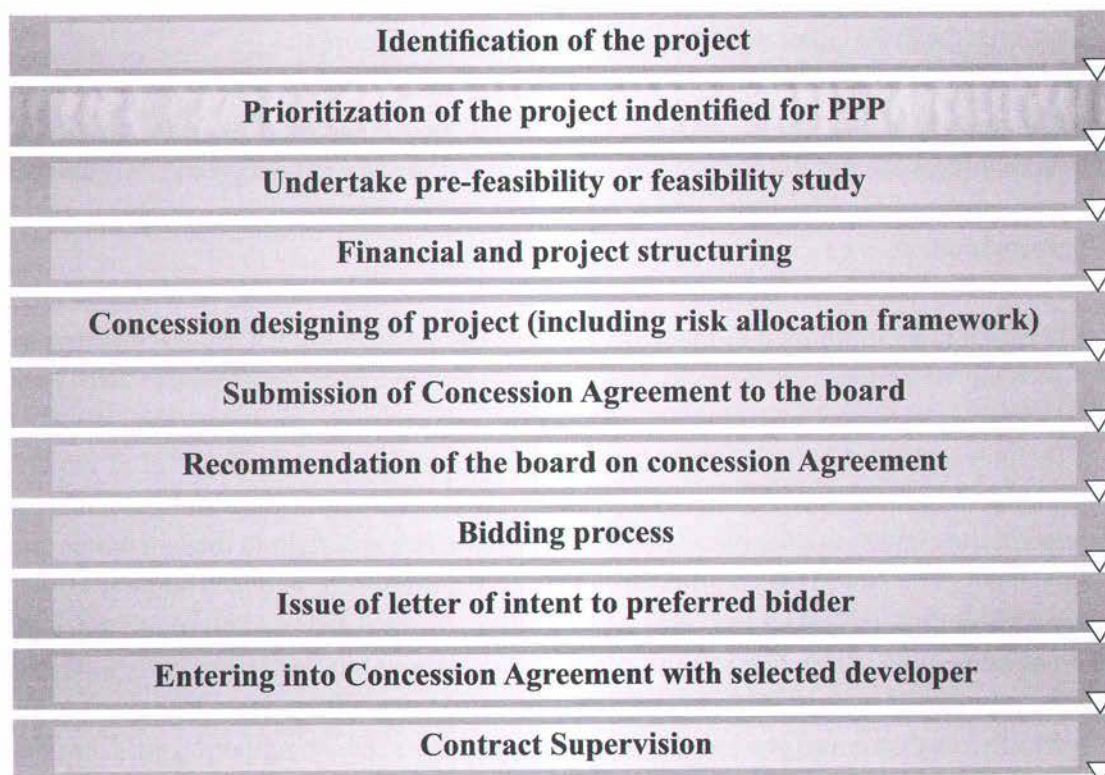 Identification of the project
Prioritization of the project indentified for PPP
Undertake pre-feasibility or feasibility study
Financial and project structuring
Concession designing of project (including risk allocation framework)
Submission of Concession Agreement to the board
Recommendation of the board on concession Agreement
Bidding process
Issue of letter of intent to preferred bidder
Entering into Concession Agreement with selected developer
Contract Supervision